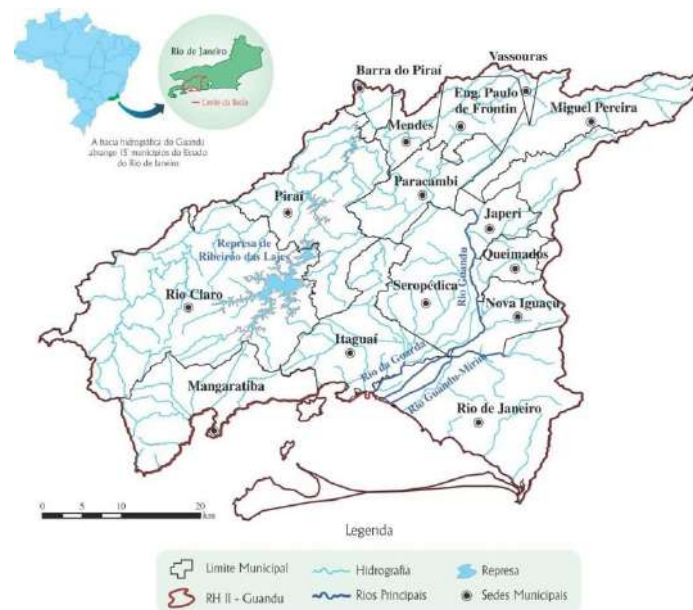 Rio de Janeiro
Limite da Bacia
A bacia hidrográfica do Guandu
abrange 15 municípios do Estado
do Rio de Janeiro
Vassouras
Barra do Piraí
Eng. Paulo
de Frontin
Miguel Pereira
Mendes
Paracambi
Piraí
Japeri
Represa de
Ribeirão das Lajes
Queimados
Rio Guandu
Seropédica
Rio Claro
Nova Iguaçu
Itaguaí
Rio da Guarda
Rio Guandu-Mirim
Mangaratiba
Rio de Janeiro
0 5 10 20
km
Legenda
Limite Municipal
Hidrografia
Represa
RH II - Guandu
Rios Principais
Sedes Municipais